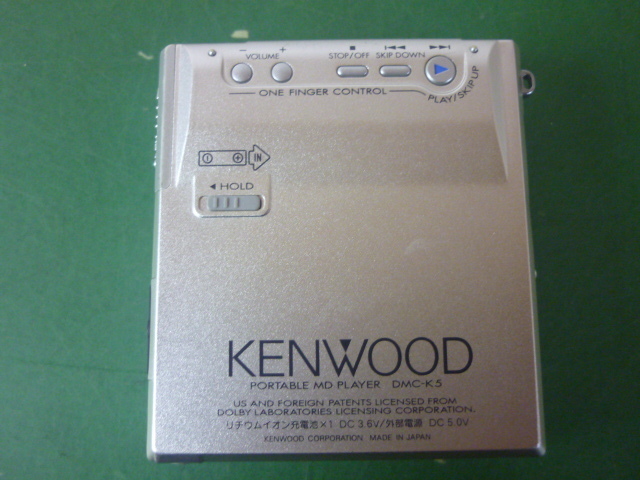 − +
VOLUME
■ ⏮ ⏭
STOP/OFF SKIP DOWN
PLAY/SKIP UP
ONE FINGER CONTROL
⊖ ⊕ IN
◀ HOLD
KENWOOD
PORTABLE MD PLAYER DMC-K5
US AND FOREIGN PATENTS LICENSED FROM
DOLBY LABORATORIES LICENSING CORPORATION.
リチウムイオン充電池×1 DC 3.6V/外部電源 DC 5.0V
KENWOOD CORPORATION MADE IN JAPAN